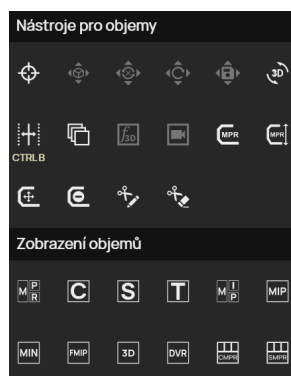 Nástroje pro objemy
3D
f3D
MPR
MPR
CTRL B
Zobrazení objemů
M P R
C
S
T
M I P
MIP
MIN
FMIP
3D
DVR
CMPR
SMPR